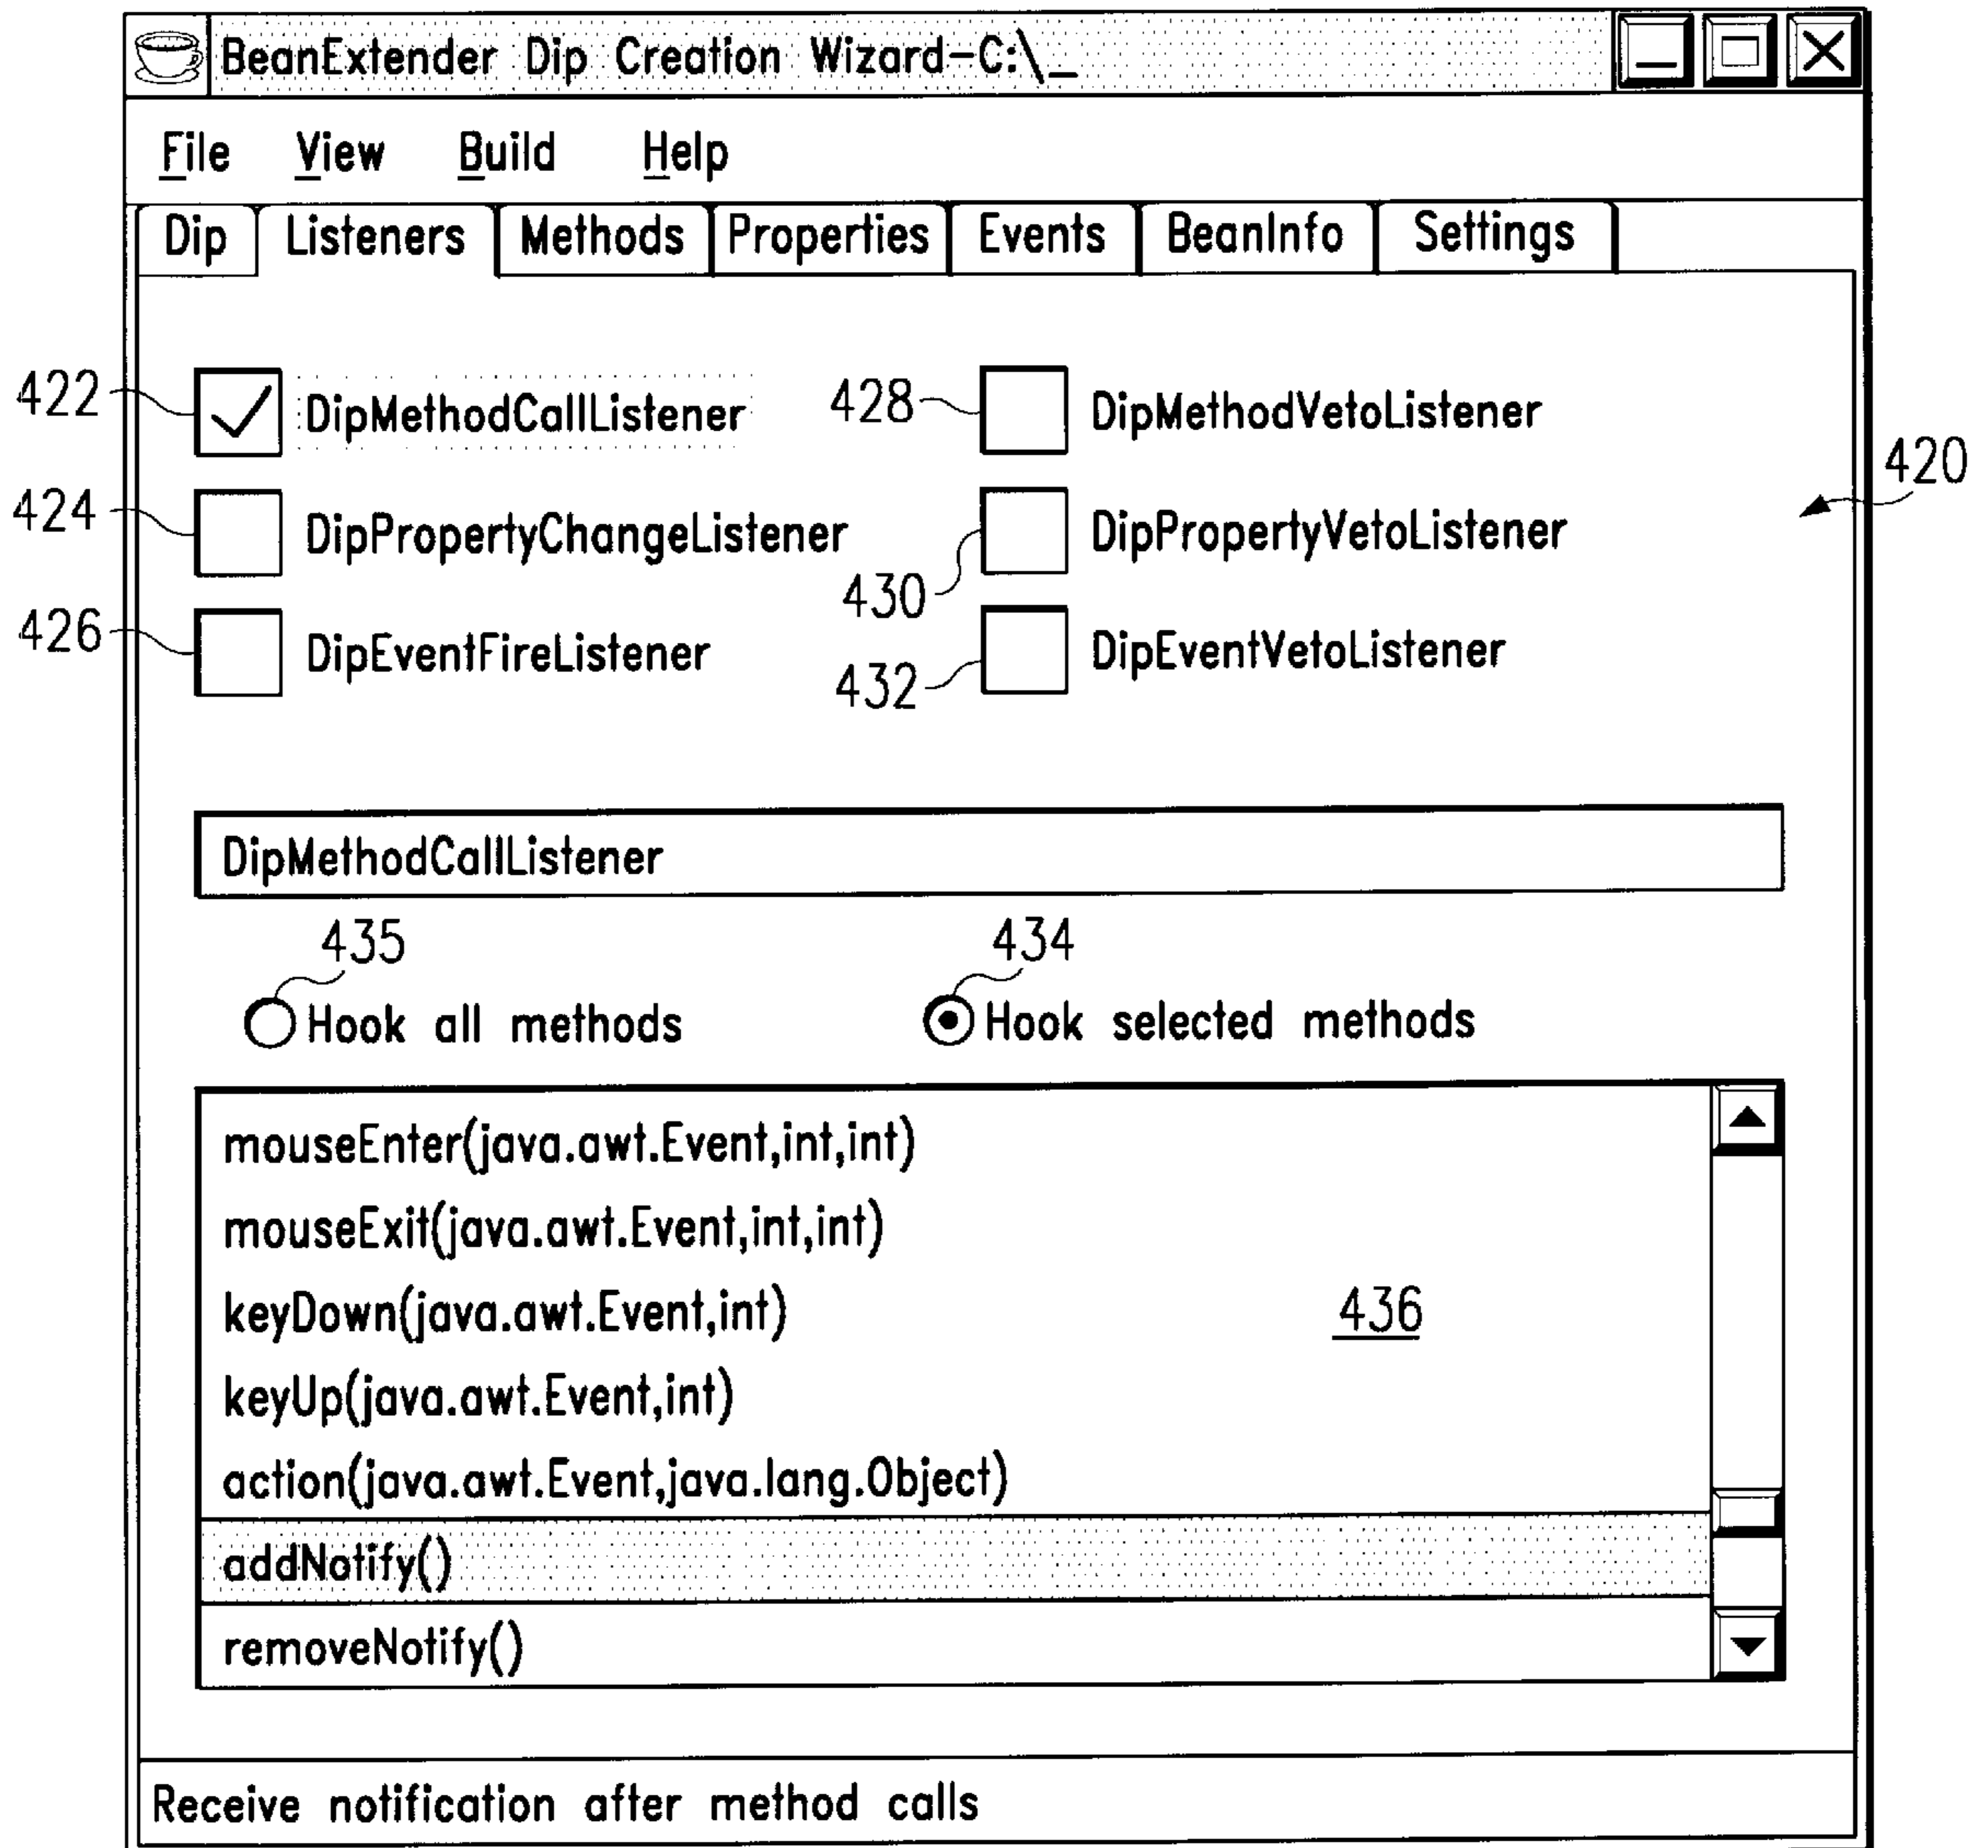 BeanExtender Dip Creation Wizard-C:\_
File View Build Help
Dip Listeners Methods Properties Events BeanInfo Settings
422 DipMethodCallListener 428 DipMethodVetoListener
420
424 DipPropertyChangeListener 430 DipPropertyVetoListener
426 DipEventFireListener 432 DipEventVetoListener
DipMethodCallListener
435 434
Hook all methods Hook selected methods
mouseEnter(java.awt.Event,int,int)
mouseExit(java.awt.Event,int,int)
keyDown(java.awt.Event,int) 436
keyUp(java.awt.Event,int)
action(java.awt.Event,java.lang.Object)
addNotify()
removeNotify()
Receive notification after method calls